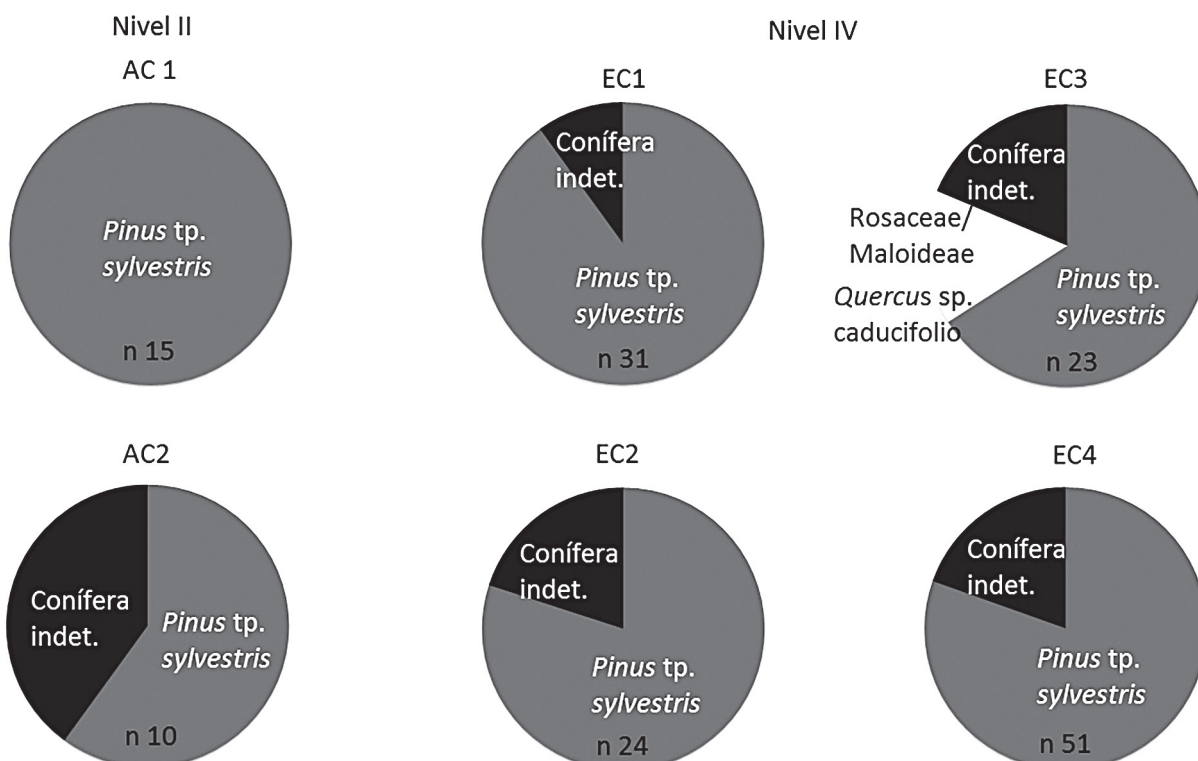 Nivel II
AC 1
Pinus tp.
sylvestris
n 15
AC2
Conífera
indet.
Pinus tp.
sylvestris
n 10
Nivel IV
EC1
Conífera
indet.
Pinus tp.
sylvestris
n 31
EC3
Conífera
indet.
Rosaceae/
Maloideae
Quercus sp.
caducifolio
Pinus tp.
sylvestris
n 23
EC2
Conífera
indet.
Pinus tp.
sylvestris
n 24
EC4
Conífera
indet.
Pinus tp.
sylvestris
n 51